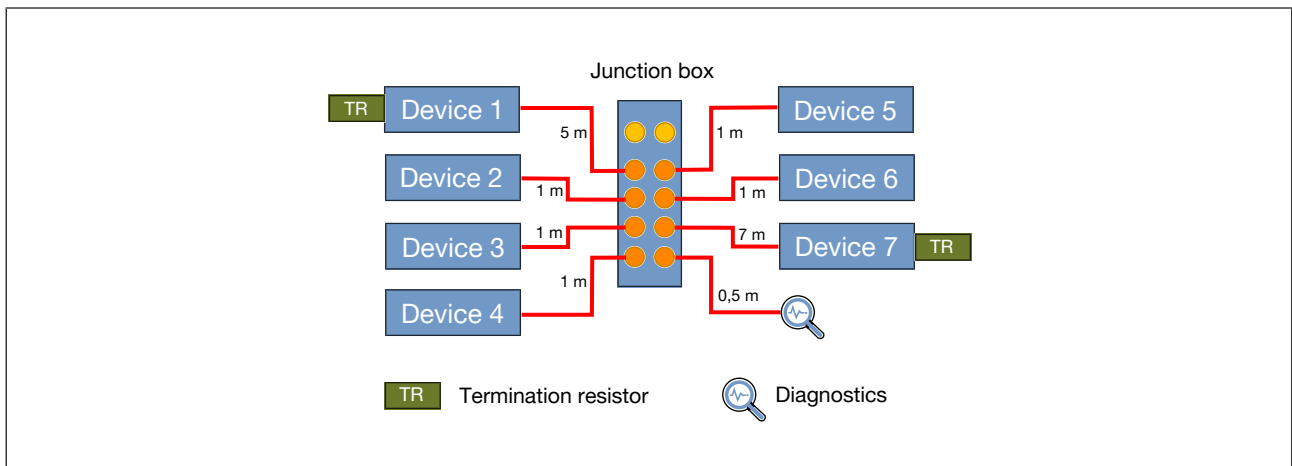 Junction box
TR
Device 1
5 m
1 m
Device 5
Device 2
1 m
1 m
Device 6
Device 3
1 m
7 m
Device 7
TR
Device 4
1 m
0,5 m
TR
Termination resistor
Diagnostics